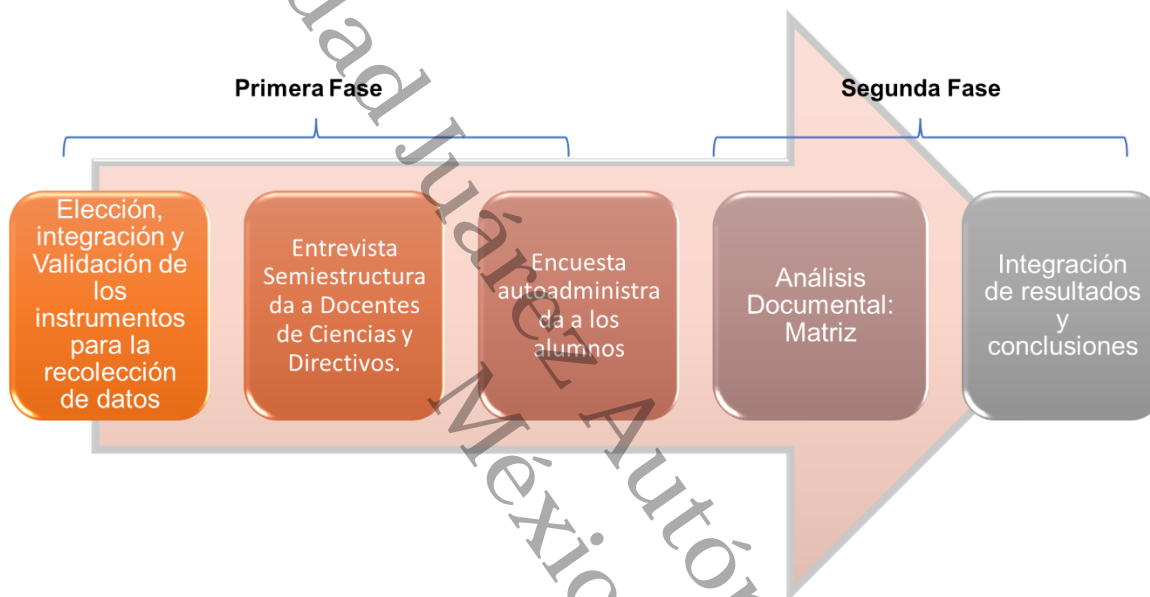 Primera Fase
Segunda Fase
Elección,
integración y
Validación de
los
instrumentos
para la
recolección
de datos
Entrevista
Semiestructura
da a Docentes
de Ciencias y
Directivos.
Encuesta
autoadministra
da a los
alumnos
Análisis
Documental:
Matriz
Integración
de resultados
y
conclusiones
dad Juárez Autón
Méxic